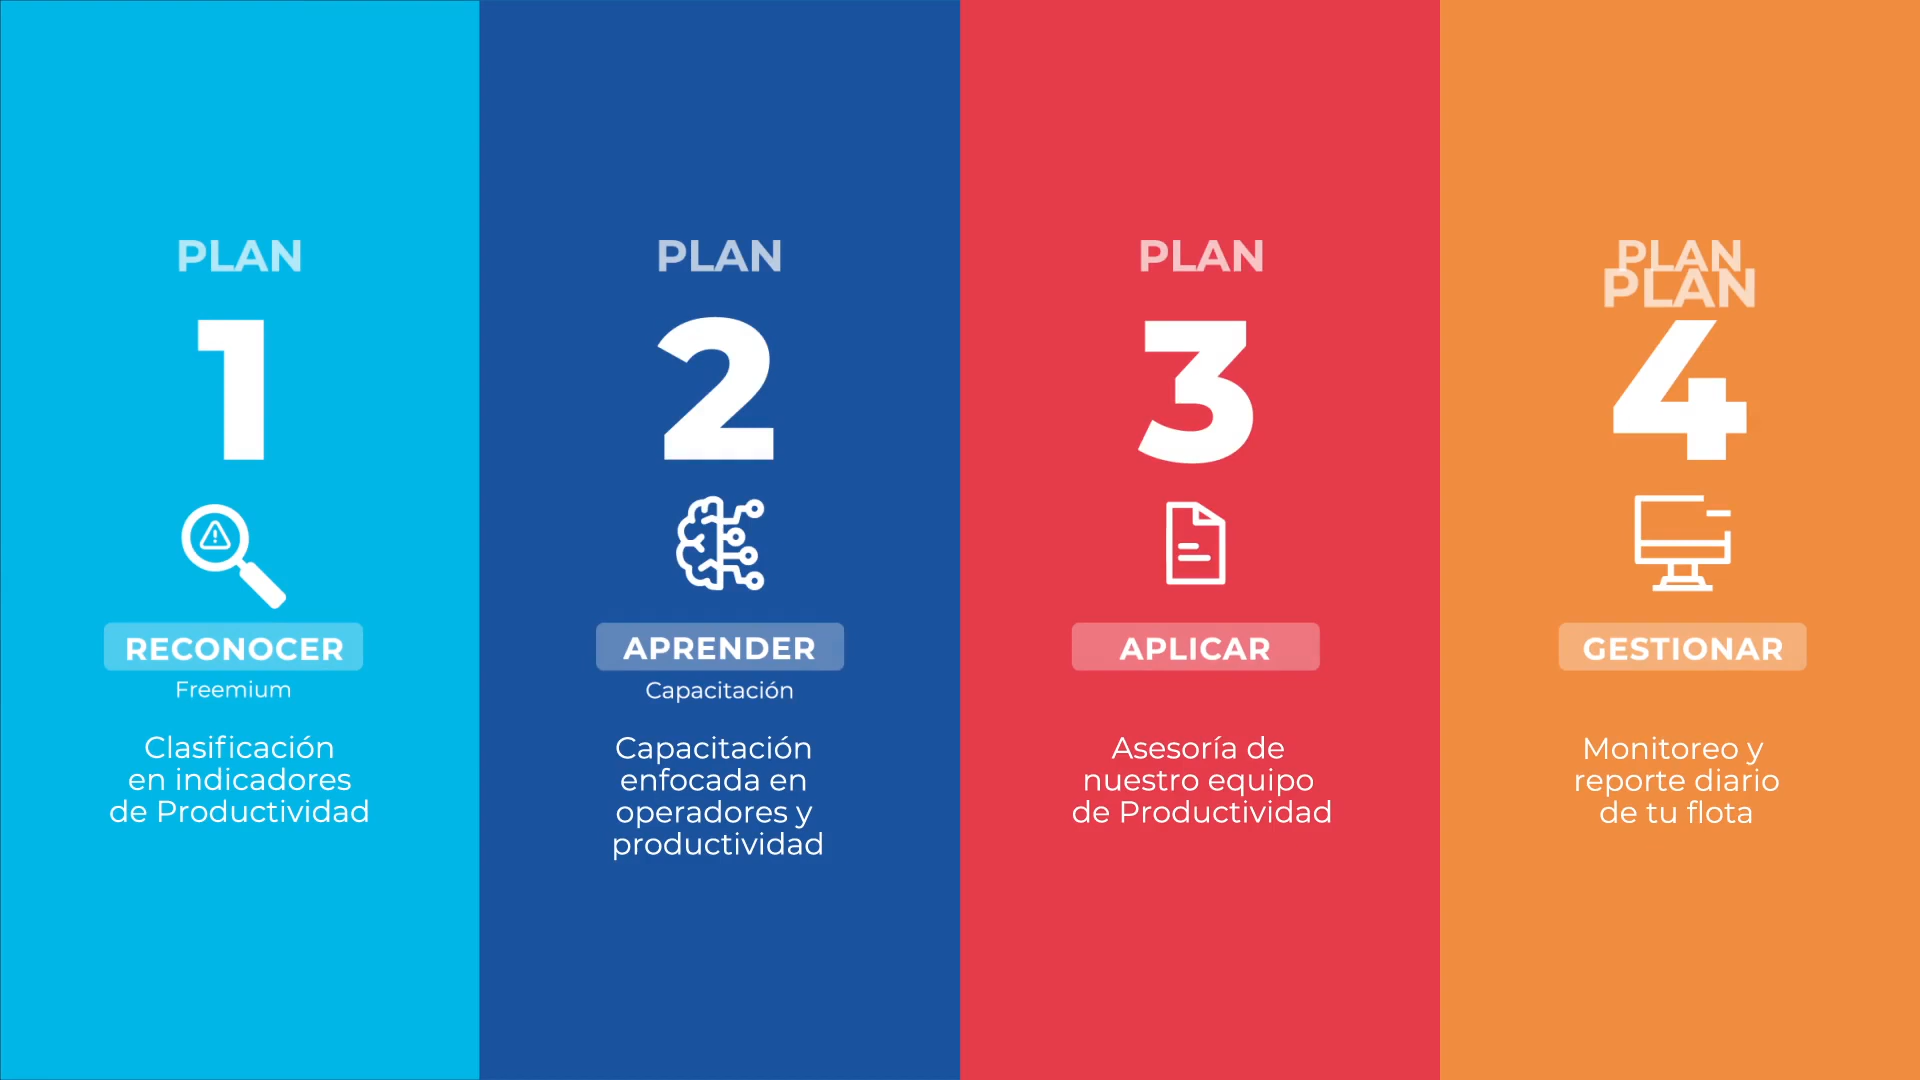 PLAN
1
RECONOCER
Freemium
Clasificación
en indicadores
de Productividad
PLAN
2
APRENDER
Capacitación
Capacitación
enfocada en
operadores y
productividad
PLAN
3
APLICAR
Asesoría de
nuestro equipo
de Productividad
PLAN
PLAN
4
GESTIONAR
Monitoreo y
reporte diario
de tu flota